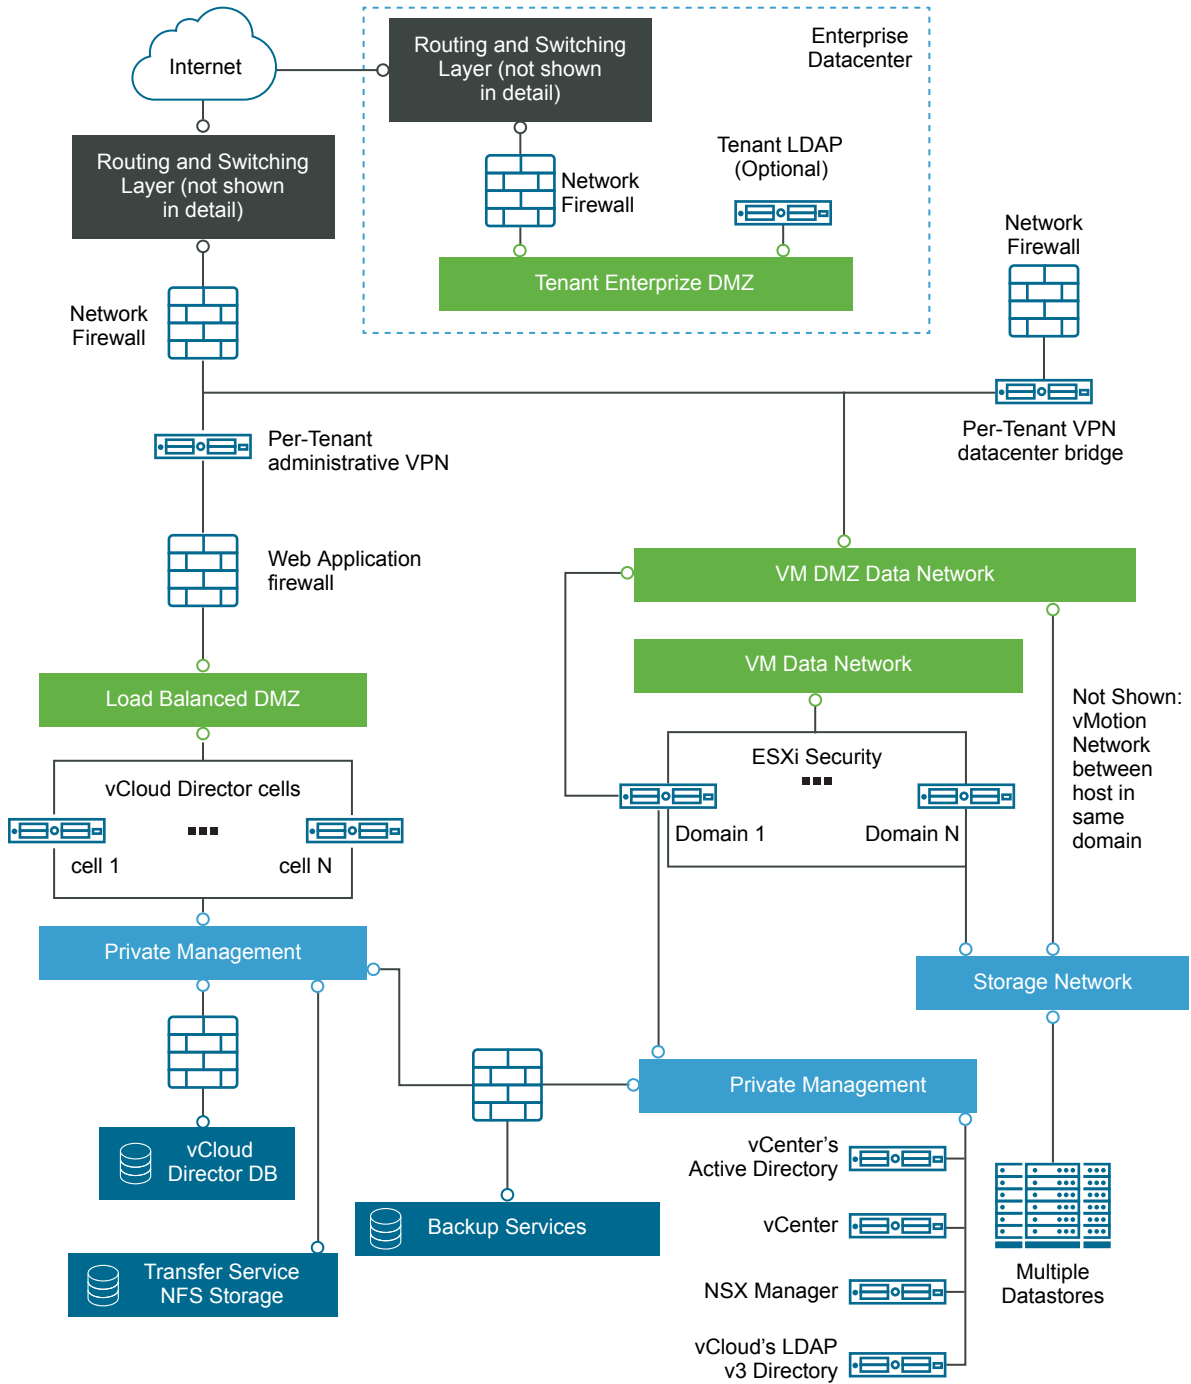 Internet
Routing and Switching
Layer (not shown
in detail)
Enterprise
Datacenter
Routing and Switching
Layer (not shown
in detail)
Network
Firewall
Tenant LDAP
(Optional)
Tenant Enterprize DMZ
Network
Firewall
Network
Firewall
Per-Tenant
administrative VPN
Per-Tenant VPN
datacenter bridge
Web Application
firewall
VM DMZ Data Network
VM Data Network
Load Balanced DMZ
Not Shown:
vMotion
Network
between
host in
same
domain
ESXi Security
Domain 1
Domain N
vCloud Director cells
cell 1
cell N
Private Management
Storage Network
Private Management
vCloud
Director DB
Backup Services
Transfer Service
NFS Storage
vCenter’s
Active Directory
vCenter
NSX Manager
vCloud’s LDAP
v3 Directory
Multiple
Datastores